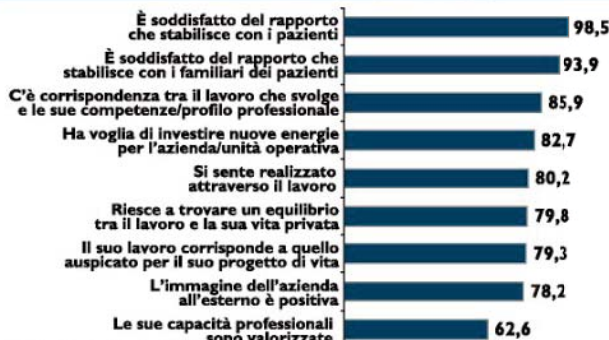 È soddisfatto del rapporto
che stabilisce con i pazienti
98,5
È soddisfatto del rapporto che
stabilisce con i familiari dei pazienti
93,9
C'è corrispondenza tra il lavoro che svolge
e le sue competenze/profilo professionale
85,9
Ha voglia di investire nuove energie
per l'azienda/unità operativa
82,7
Si sente realizzato
attraverso il lavoro
80,2
Riesce a trovare un equilibrio
tra il lavoro e la sua vita privata
79,8
Il suo lavoro corrisponde a quello
auspicato per il suo progetto di vita
79,3
L'immagine dell'azienda
all'esterno è positiva
78,2
Le sue capacità professionali
sono valorizzate
62,6